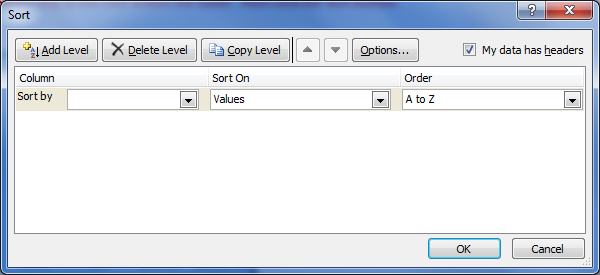 Sort
Add Level Delete Level Copy Level Options... My data has headers
Column Sort On Order
Sort by Values A to Z
OK Cancel